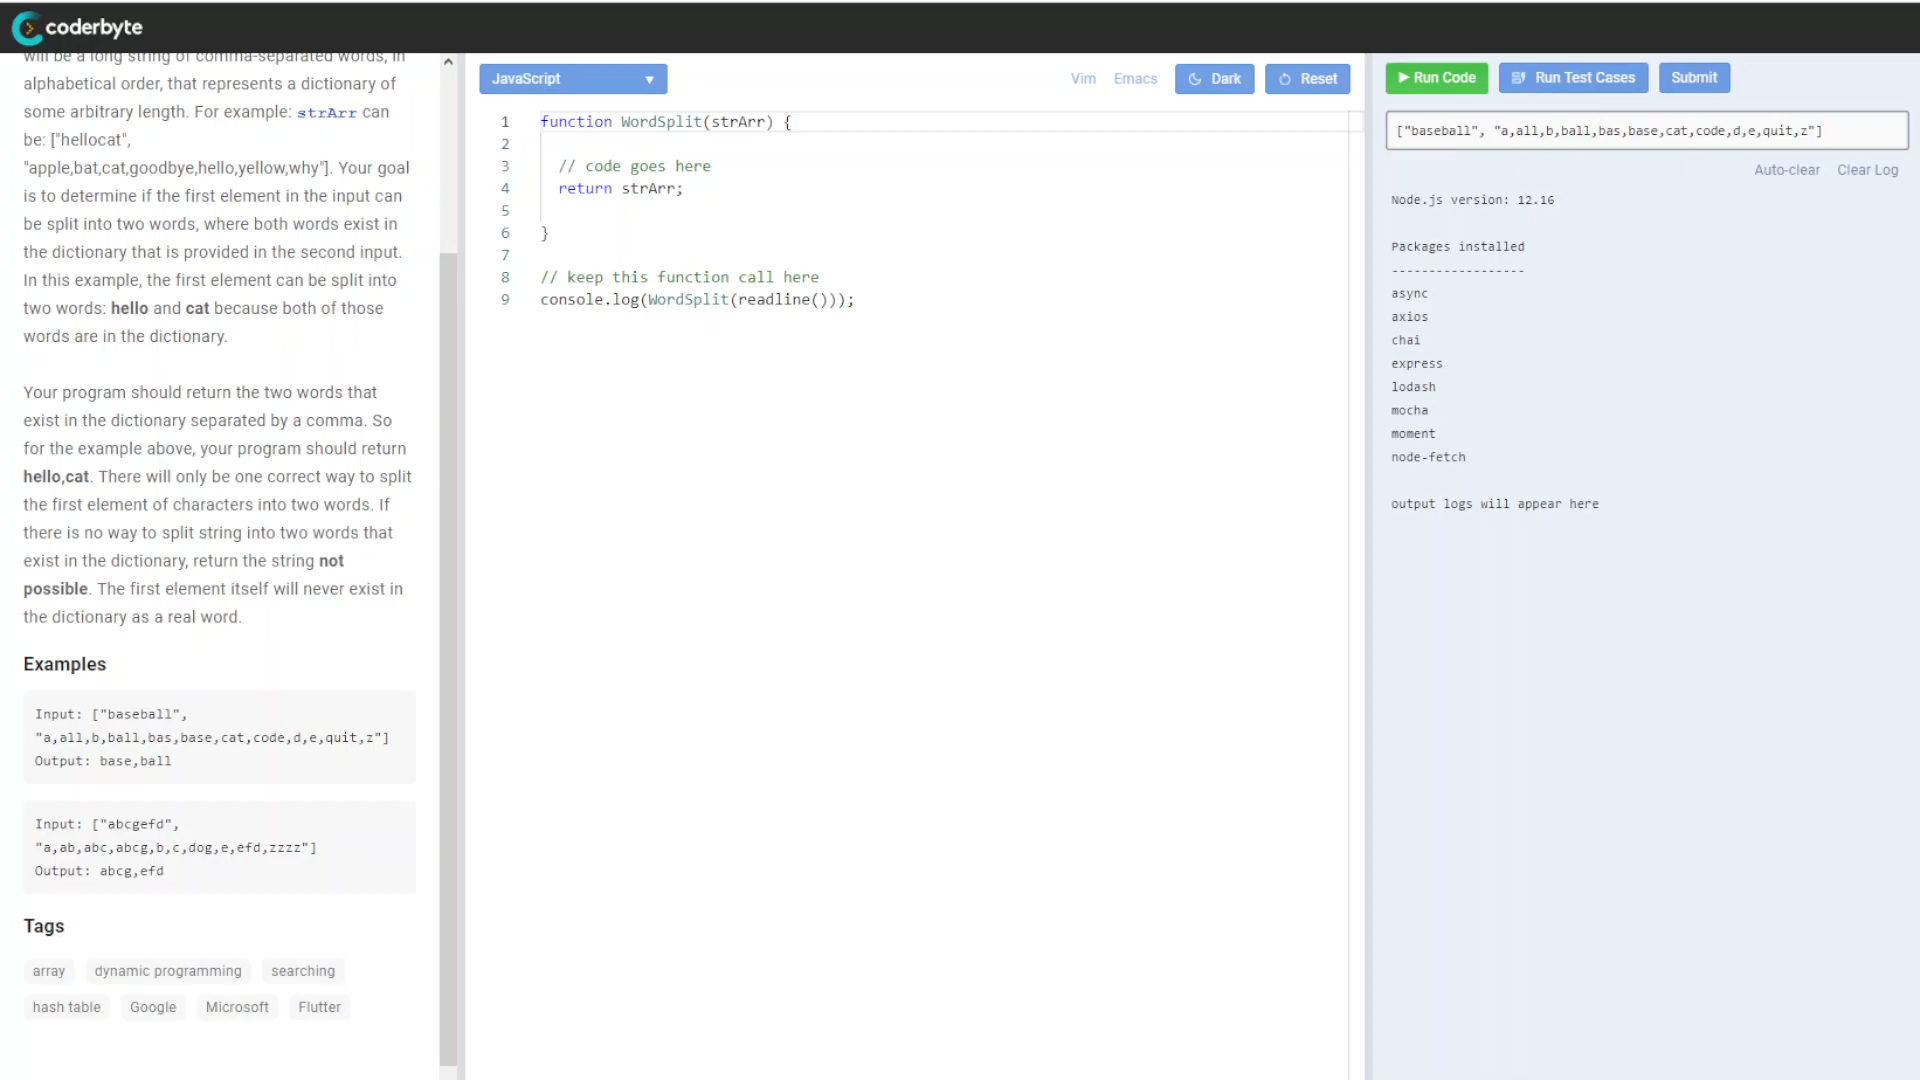 coderbyte
will be a long string of comma-separated words, in
alphabetical order, that represents a dictionary of
some arbitrary length. For example: strArr can
be: ["hellocat",
"apple,bat,cat,goodbye,hello,yellow,why"]. Your goal
is to determine if the first element in the input can
be split into two words, where both words exist in
the dictionary that is provided in the second input.
In this example, the first element can be split into
two words: hello and cat because both of those
words are in the dictionary.
Your program should return the two words that
exist in the dictionary separated by a comma. So
for the example above, your program should return
hello,cat. There will only be one correct way to split
the first element of characters into two words. If
there is no way to split string into two words that
exist in the dictionary, return the string not
possible. The first element itself will never exist in
the dictionary as a real word.
Examples
Input: ["baseball",
"a,all,b,ball,bas,base,cat,code,d,e,quit,z"]
Output: base,ball
Input: ["abcgefd",
"a,ab,abc,abcg,b,c,dog,e,efd,zzzz"]
Output: abcg,efd
Tags
array dynamic programming searching
hash table Google Microsoft Flutter
JavaScript Vim Emacs Dark Reset
1 function WordSplit(strArr) {
2
3 // code goes here
4 return strArr;
5
6 }
7
8 // keep this function call here
9 console.log(WordSplit(readline()));
Run Code Run Test Cases Submit
["baseball", "a,all,b,ball,bas,base,cat,code,d,e,quit,z"]
Auto-clear Clear Log
Node.js version: 12.16
Packages installed
------------------
async
axios
chai
express
lodash
mocha
moment
node-fetch
output logs will appear here